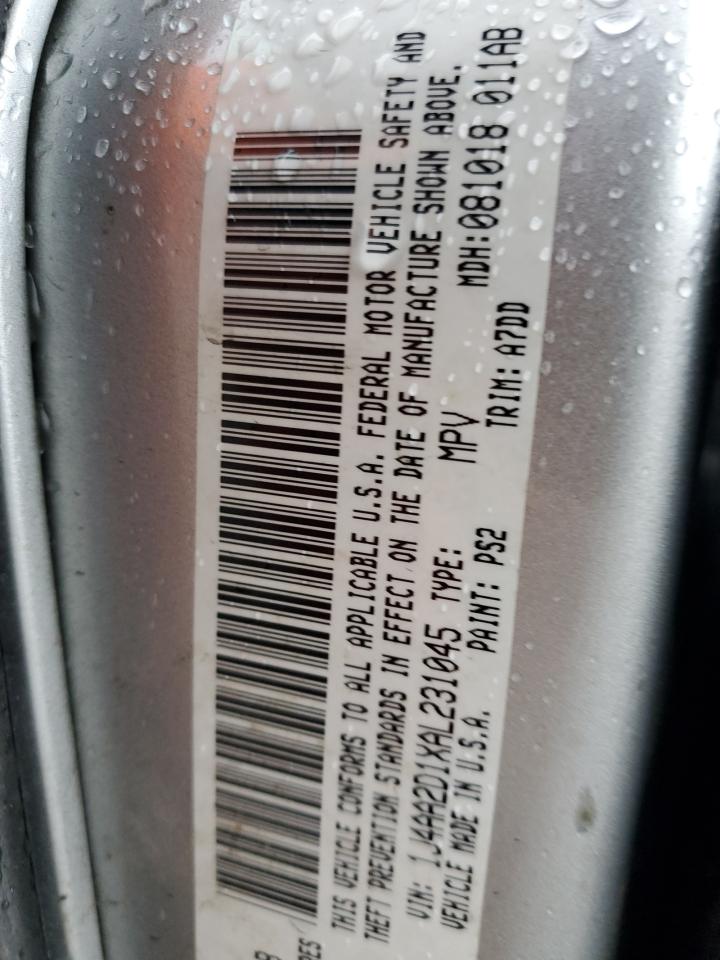 THIS VEHICLE CONFORMS TO ALL APPLICABLE U.S.A. FEDERAL MOTOR VEHICLE SAFETY AND
THEFT PREVENTION STANDARDS IN EFFECT ON THE DATE OF MANUFACTURE SHOWN ABOVE.
VIN: 1J4AA2D1XAL231045 TYPE: MPV MDH:081018 011AB
VEHICLE MADE IN U.S.A. PAINT: PS2 TRIM: A7DD